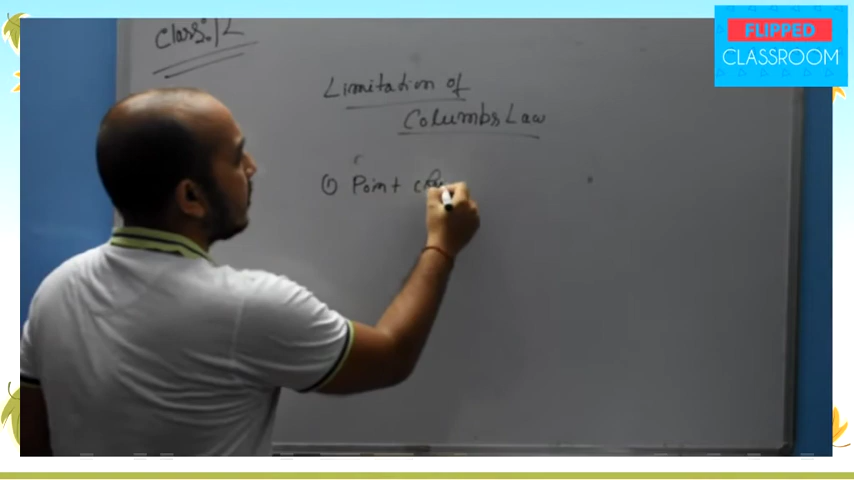 Class: 12
FLIPPED
CLASSROOM
Limitation of
Columbs Law
① Point